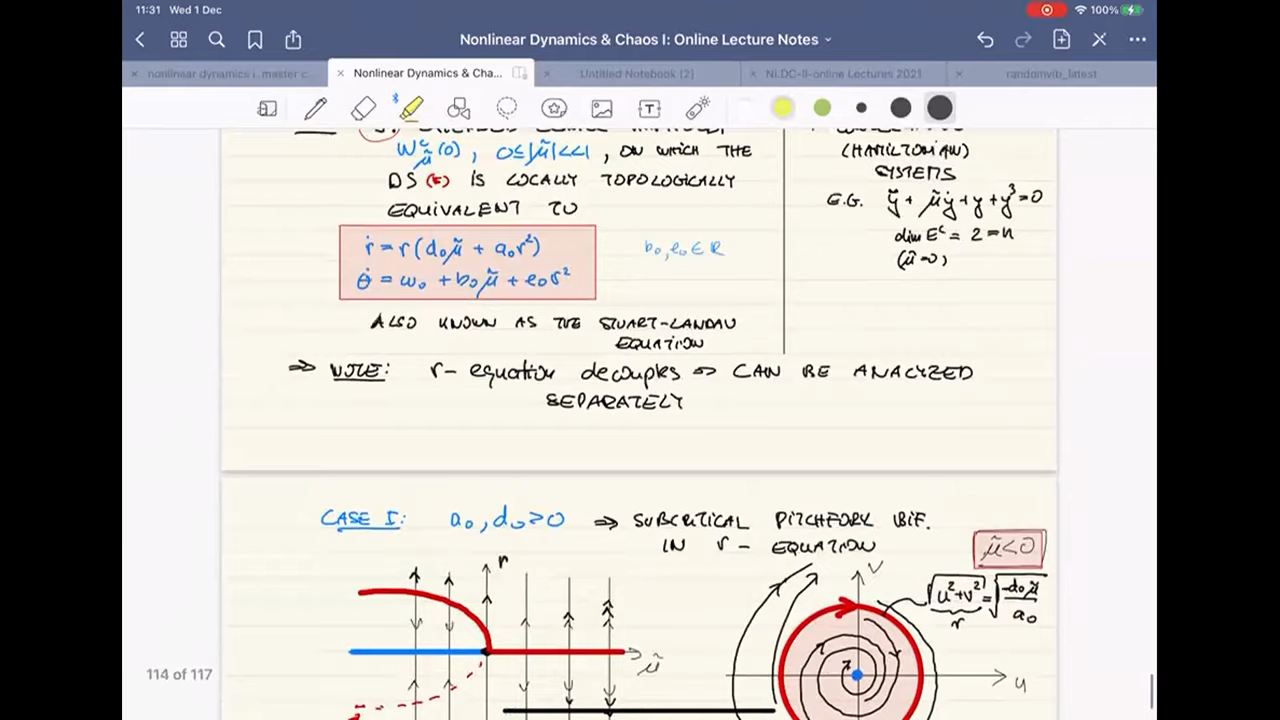 11:31 Wed 1 Dec
100%
Nonlinear Dynamics & Chaos I: Online Lecture Notes
nonlinear dynamics i. master c...
Nonlinear Dynamics & Cha...
Untitled Notebook (2)
NLDC-II-online Lectures 2021
randomvib_latest
W^c_μ̃(0), 0≤|μ̃|<<1, ON WHICH THE
DS (*) IS LOCALLY TOPOLOGICALLY
EQUIVALENT TO
ṙ = r(d₀μ̃ + a₀r²)
θ̇ = ω₀ + b₀μ̃ + e₀r²
b₀, e₀ ∈ ℝ
ALSO KNOWN AS THE STUART-LANDAU
EQUATION
(HAMILTONIAN)
SYSTEMS
E.G. ÿ + μ̃ẏ + y + y³ = 0
dim E^c = 2 = n
(μ̃=0)
⇒ NOTE: r- equation decouples ⇒ CAN BE ANALYZED
SEPARATELY
CASE I: a₀, d₀ > 0 ⇒ SUBCRITICAL PITCHFORK BIF.
IN r - EQUATION
μ̃<0
r
μ̃
v
√(u²+v²) = √(-d₀μ̃/a₀)
r
u
114 of 117